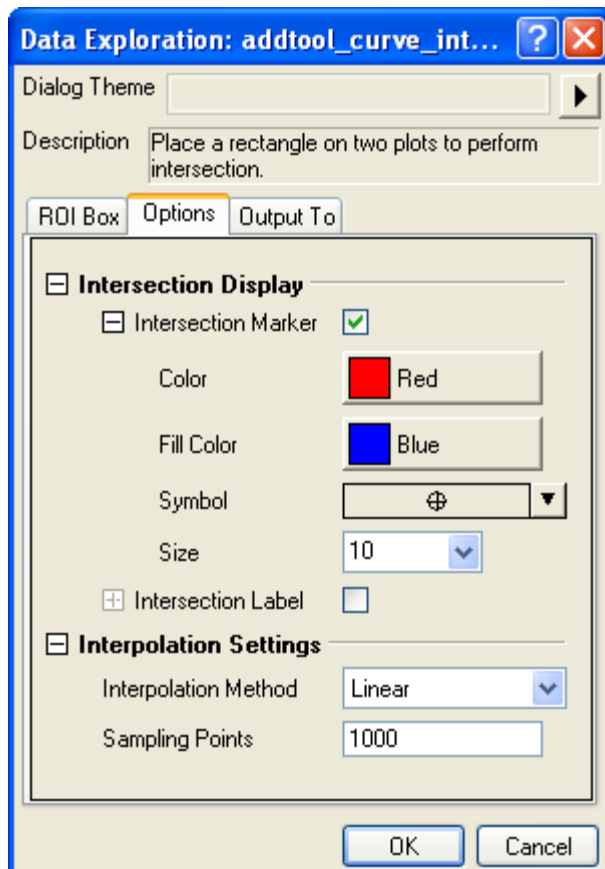 Data Exploration: addtool_curve_int...
Dialog Theme
Description Place a rectangle on two plots to perform
intersection.
ROI Box Options Output To
Intersection Display
Intersection Marker
Color Red
Fill Color Blue
Symbol
Size 10
Intersection Label
Interpolation Settings
Interpolation Method Linear
Sampling Points 1000
OK Cancel